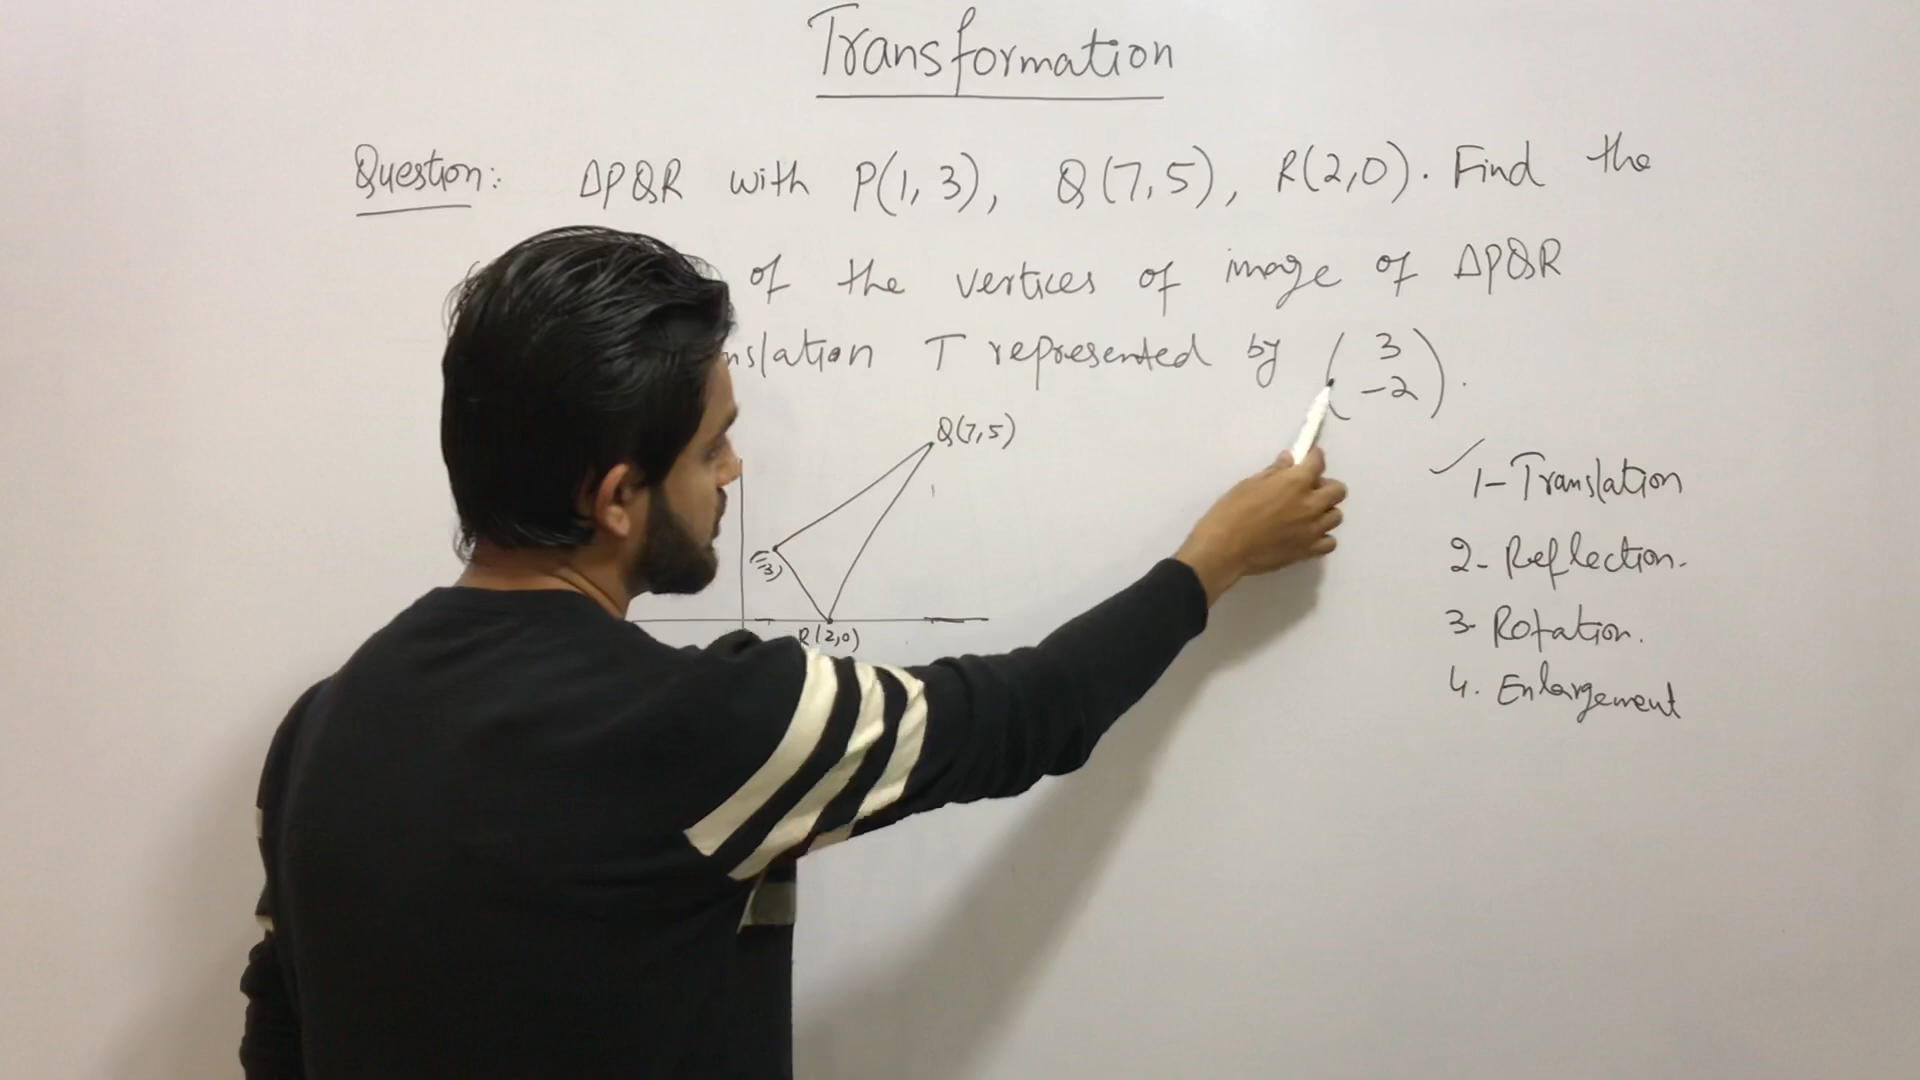 Transformation
Question: ΔPQR with P(1, 3), Q(7,5), R(2,0). Find the
of the vertices of image of ΔPQR
nslation T represented by (3
-2).
Q(7,5)
R(2,0)
1-Translation
2- Reflection.
3- Rotation.
4. Enlargement